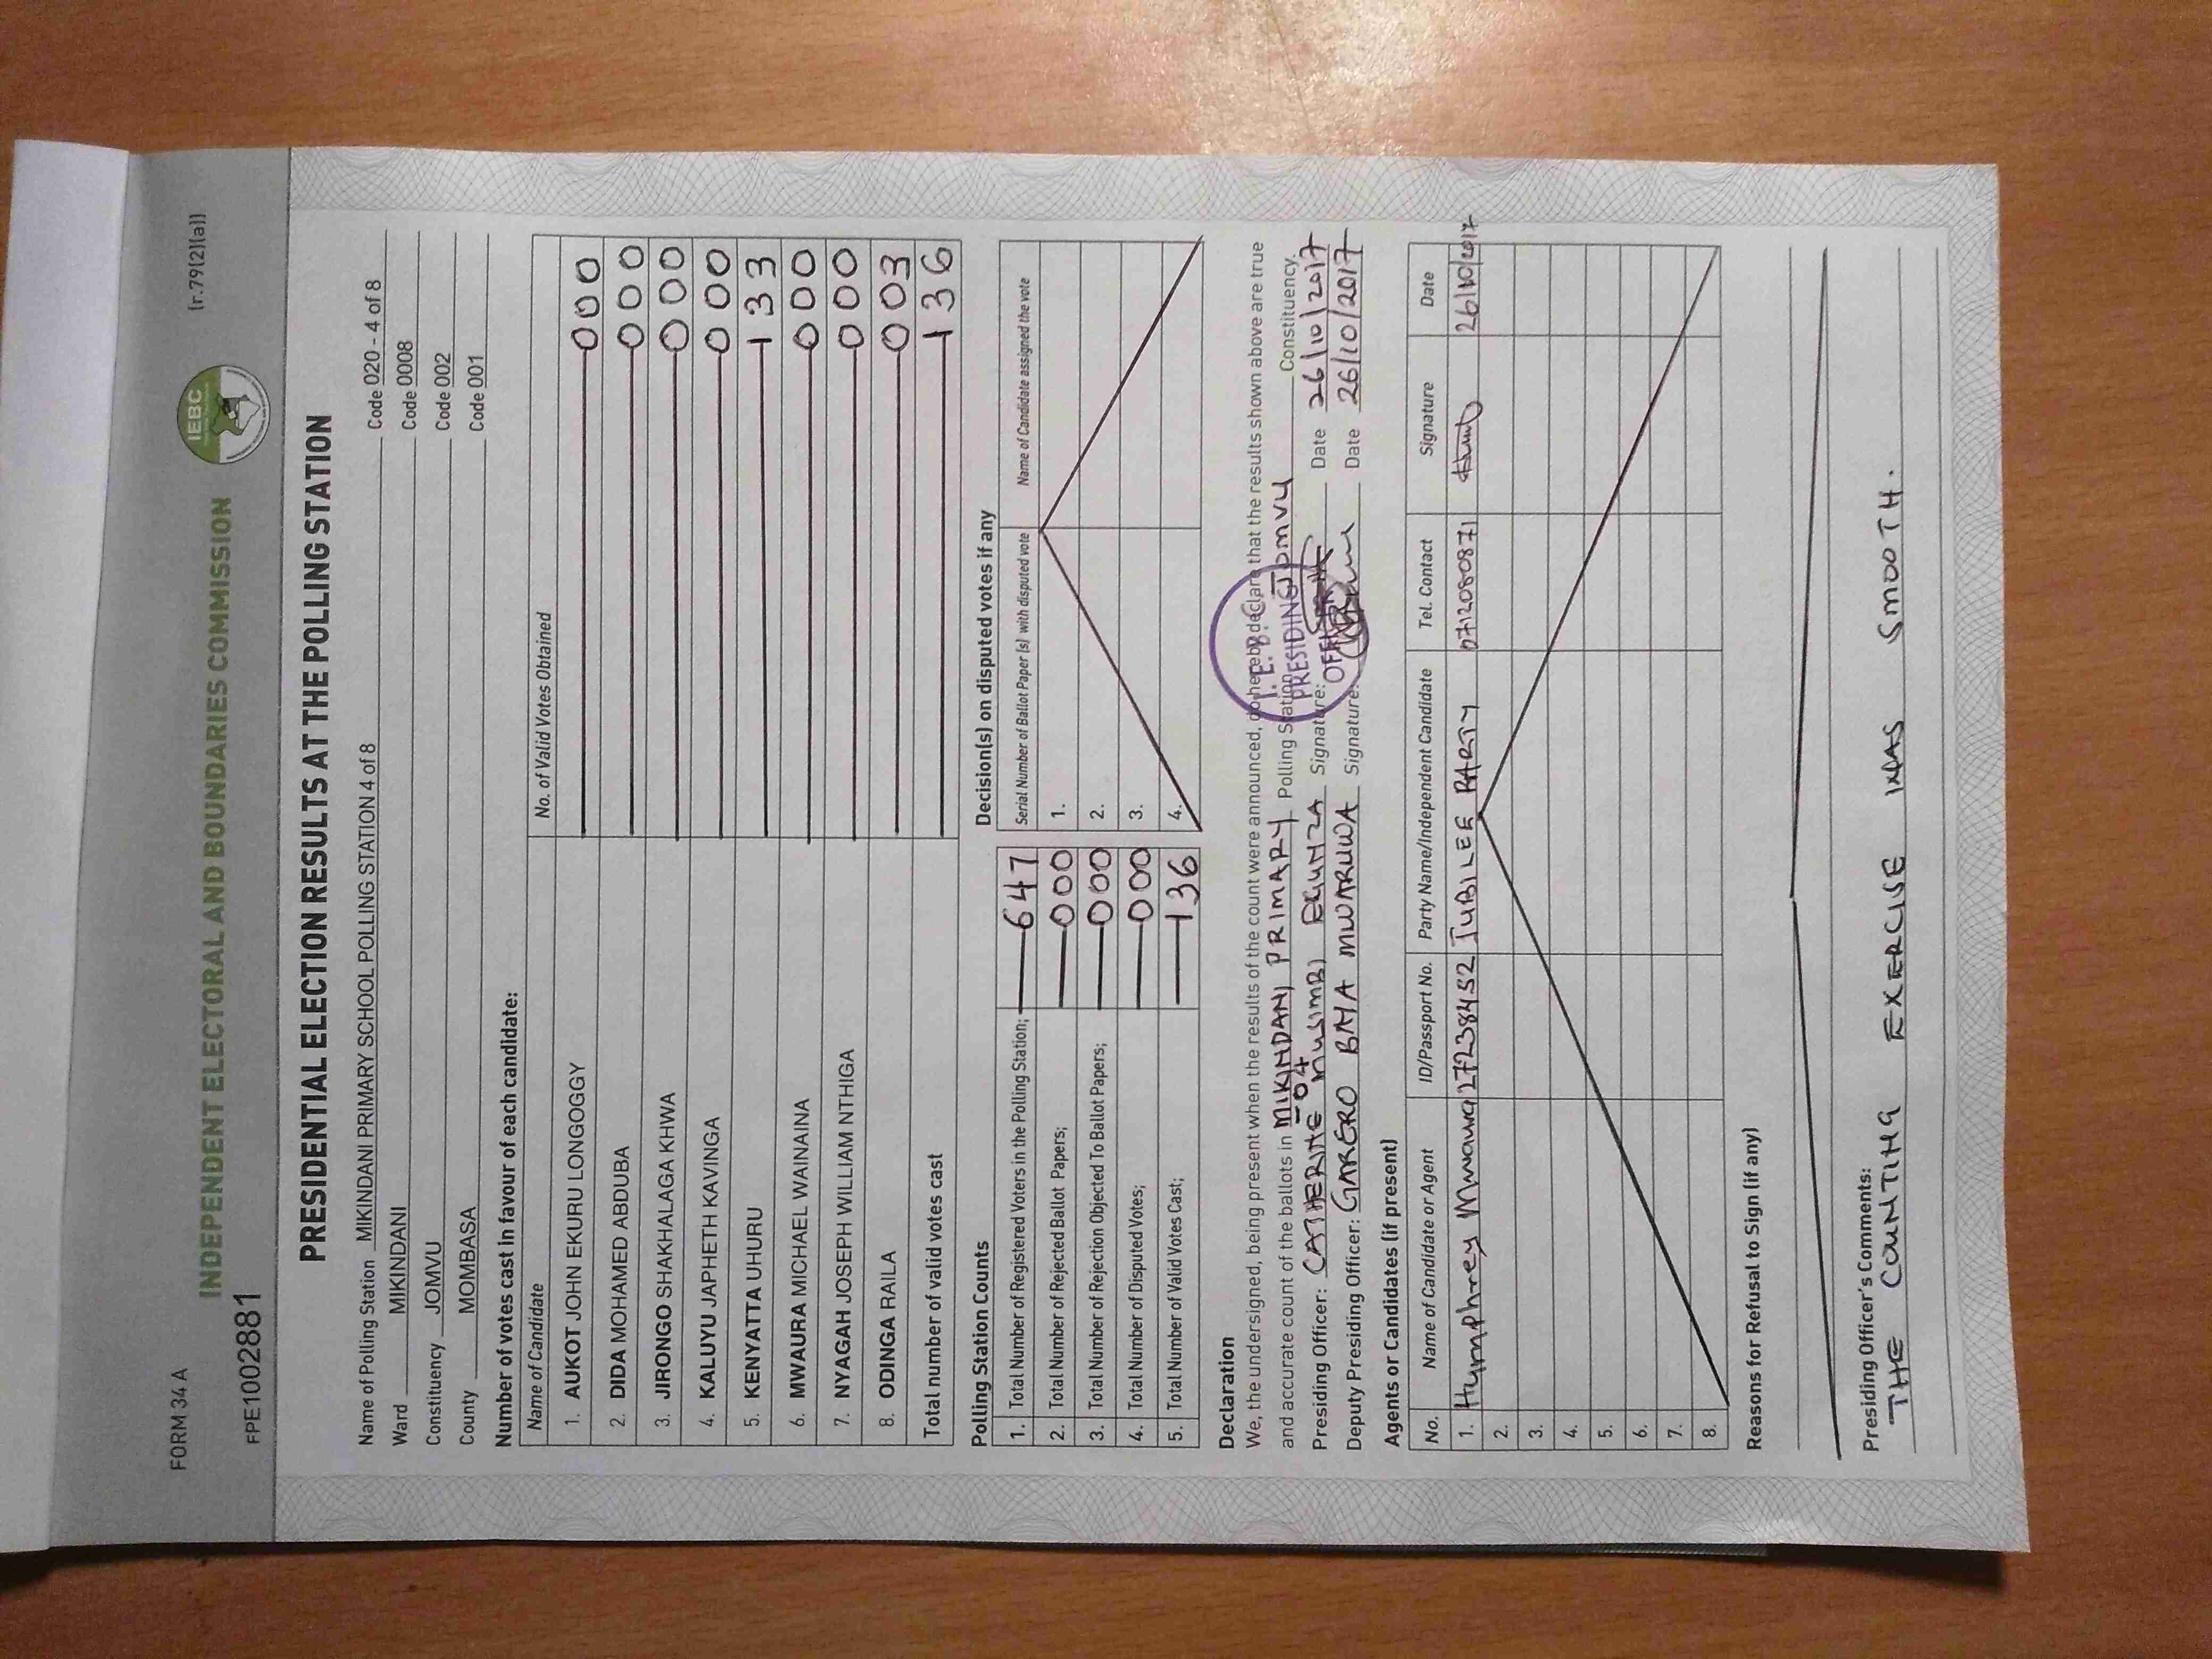 FORM 34 A
(r.79(2)(a))
IEBC
INDEPENDENT ELECTORAL AND BOUNDARIES COMMISSION
FPE1002881
PRESIDENTIAL ELECTION RESULTS AT THE POLLING STATION
Name of Polling Station MIKINDANI PRIMARY SCHOOL POLLING STATION 4 of 8 Code 020 - 4 of 8
Ward MIKINDANI Code 0008
Constituency JOMVU Code 002
County MOMBASA Code 001
Number of votes cast in favour of each candidate:
Name of Candidate No. of Valid Votes Obtained
1. AUKOT JOHN EKURU LONGOGGY 000
2. DIDA MOHAMED ABDUBA 000
3. JIRONGO SHAKHALAGA KHWA 000
4. KALUYU JAPHETH KAVINGA 000
5. KENYATTA UHURU 133
6. MWAURA MICHAEL WAINAINA 000
7. NYAGAH JOSEPH WILLIAM NTHIGA 000
8. ODINGA RAILA 003
Total number of valid votes cast 136
Polling Station Counts
1. Total Number of Registered Voters in the Polling Station; 647
2. Total Number of Rejected Ballot Papers; 000
3. Total Number of Rejection Objected To Ballot Papers; 000
4. Total Number of Disputed Votes; 000
5. Total Number of Valid Votes Cast; 136
Decision(s) on disputed votes if any
Serial Number of Ballot Paper (s) with disputed vote Name of Candidate assigned the vote
1.
2.
3.
4.
Declaration
We, the undersigned, being present when the results of the count were announced, do hereby declare that the results shown above are true
and accurate count of the ballots in MIKINDANI PRIMARY Polling Station JOMVU Constituency.
-04
Presiding Officer: CATHERINE MUSIMBI EGUNZA Signature: Date 26/10/2017
Deputy Presiding Officer: GARERO BMA MWARUWA Signature: Date 26/10/2017
I.E.B.C
PRESIDING
OFFICER
Agents or Candidates (if present)
No. Name of Candidate or Agent ID/Passport No. Party Name/Independent Candidate Tel. Contact Signature Date
1. Humphrey Mwawa 27238452 JUBILEE PARTY 0712080871 26/10/2017
2.
3.
4.
5.
6.
7.
8.
Reasons for Refusal to Sign (if any)
Presiding Officer's Comments:
THE COUNTING EXERCISE WAS SMOOTH.